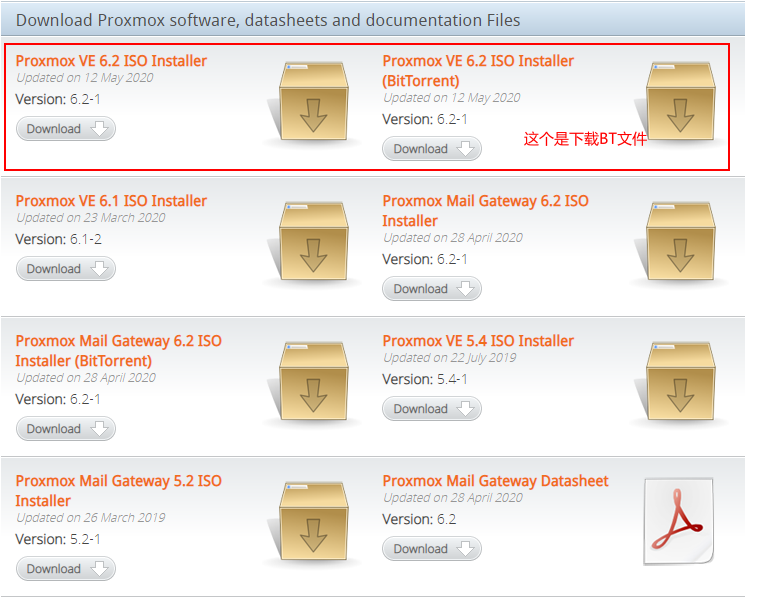 Download Proxmox software, datasheets and documentation Files
Proxmox VE 6.2 ISO Installer
Updated on 12 May 2020
Version: 6.2-1
Download
Proxmox VE 6.2 ISO Installer
(BitTorrent)
Updated on 12 May 2020
Version: 6.2-1
Download
这个是下载BT文件
Proxmox VE 6.1 ISO Installer
Updated on 23 March 2020
Version: 6.1-2
Download
Proxmox Mail Gateway 6.2 ISO
Installer
Updated on 28 April 2020
Version: 6.2-1
Download
Proxmox Mail Gateway 6.2 ISO
Installer (BitTorrent)
Updated on 28 April 2020
Version: 6.2-1
Download
Proxmox VE 5.4 ISO Installer
Updated on 22 July 2019
Version: 5.4-1
Download
Proxmox Mail Gateway 5.2 ISO
Installer
Updated on 26 March 2019
Version: 5.2-1
Download
Proxmox Mail Gateway Datasheet
Updated on 28 April 2020
Version: 6.2
Download